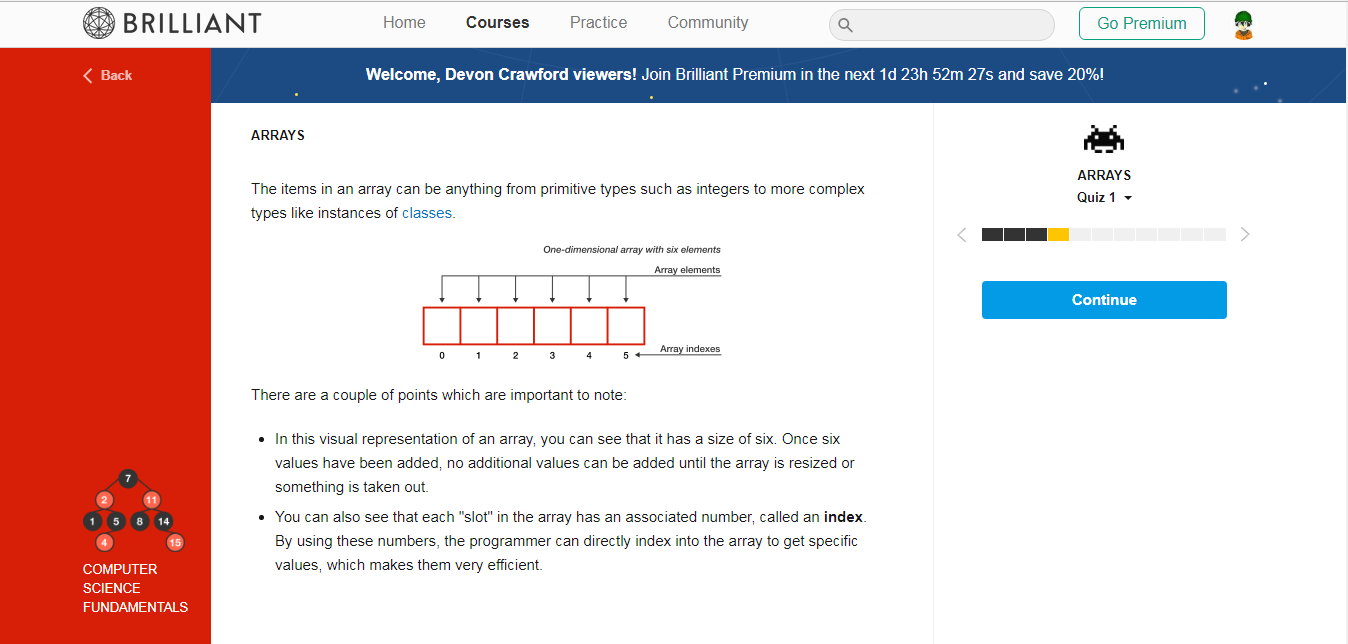 BRILLIANT
Home Courses Practice Community
Go Premium
Back
Welcome, Devon Crawford viewers! Join Brilliant Premium in the next 1d 23h 52m 27s and save 20%!
ARRAYS
The items in an array can be anything from primitive types such as integers to more complex
types like instances of classes.
One-dimensional array with six elements
Array elements
Array indexes
0 1 2 3 4 5
There are a couple of points which are important to note:
• In this visual representation of an array, you can see that it has a size of six. Once six
values have been added, no additional values can be added until the array is resized or
something is taken out.
• You can also see that each "slot" in the array has an associated number, called an index.
By using these numbers, the programmer can directly index into the array to get specific
values, which makes them very efficient.
ARRAYS
Quiz 1
Continue
7
2 11
1 5 8 14
4 15
COMPUTER
SCIENCE
FUNDAMENTALS